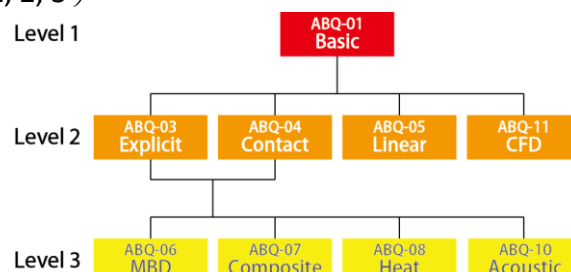 Level 1
ABQ-01
Basic
Level 2
ABQ-03
Explicit
ABQ-04
Contact
ABQ-05
Linear
ABQ-11
CFD
Level 3
ABQ-06
MBD
ABQ-07
Composite
ABQ-08
Heat
ABQ-10
Acoustic